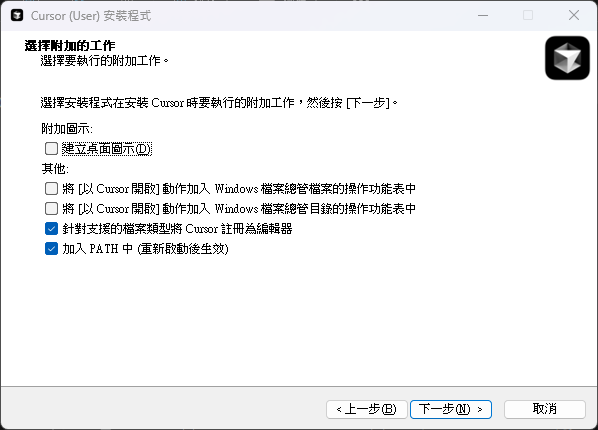 Cursor (User) 安裝程式
選擇附加的工作
選擇要執行的附加工作。
選擇安裝程式在安裝 Cursor 時要執行的附加工作，然後按 [下一步]。
附加圖示:
建立桌面圖示(D)
其他:
將 [以 Cursor 開啟] 動作加入 Windows 檔案總管檔案的操作功能表中
將 [以 Cursor 開啟] 動作加入 Windows 檔案總管目錄的操作功能表中
針對支援的檔案類型將 Cursor 註冊為編輯器
加入 PATH 中 (重新啟動後生效)
< 上一步(B) 下一步(N) > 取消